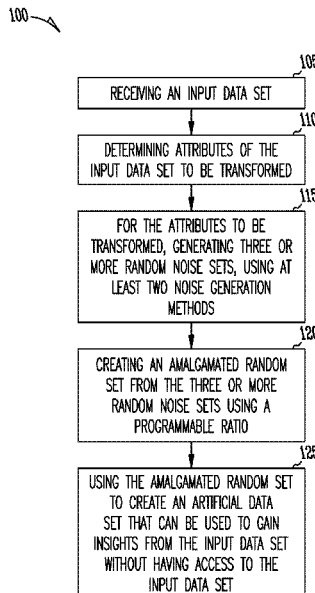 100
105
RECEIVING AN INPUT DATA SET
110
DETERMINING ATTRIBUTES OF THE
INPUT DATA SET TO BE TRANSFORMED
115
FOR THE ATTRIBUTES TO BE
TRANSFORMED, GENERATING THREE OR
MORE RANDOM NOISE SETS, USING AT
LEAST TWO NOISE GENERATION
METHODS
120
CREATING AN AMALGAMATED RANDOM
SET FROM THE THREE OR MORE
RANDOM NOISE SETS USING A
PROGRAMMABLE RATIO
125
USING THE AMALGAMATED RANDOM SET
TO CREATE AN ARTIFICIAL DATA
SET THAT CAN BE USED TO GAIN
INSIGHTS FROM THE INPUT DATA SET
WITHOUT HAVING ACCESS TO THE
INPUT DATA SET